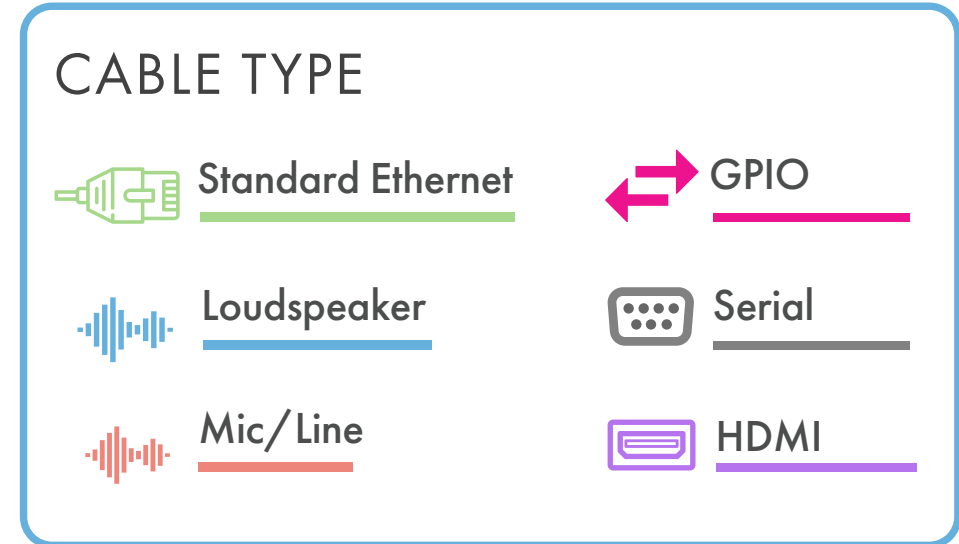 CABLE TYPE
Standard Ethernet
GPIO
Loudspeaker
Serial
Mic/Line
HDMI